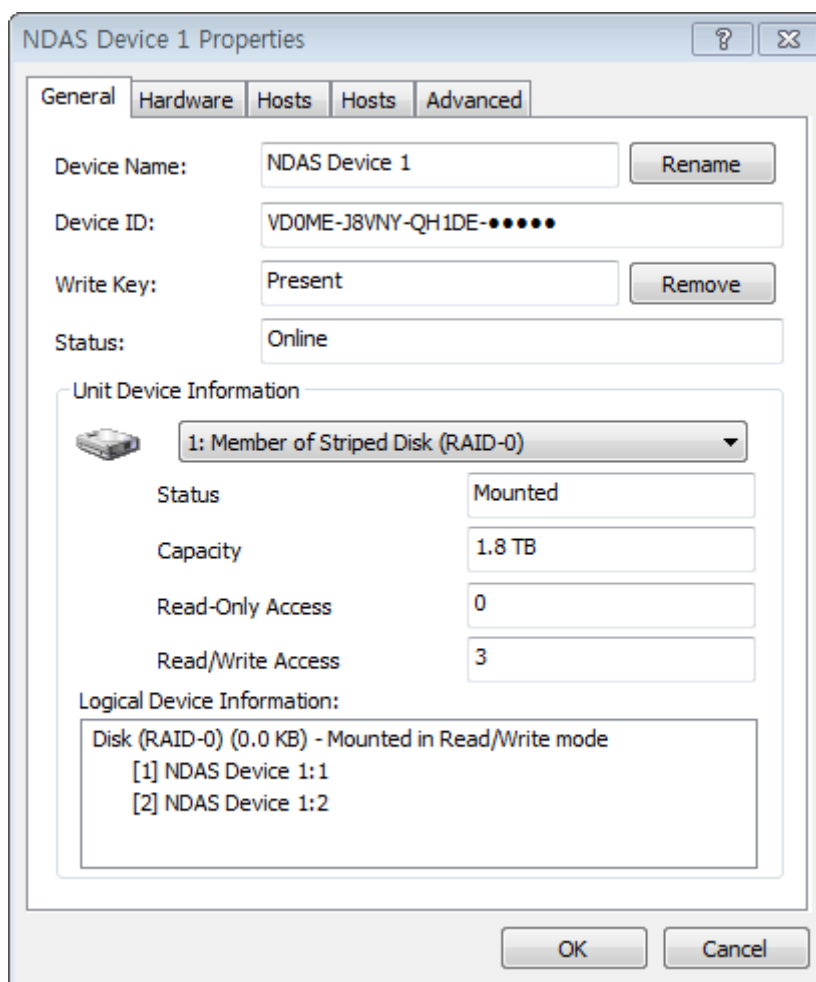 NDAS Device 1 Properties
General Hardware Hosts Hosts Advanced
Device Name: NDAS Device 1 Rename
Device ID: VD0ME-J8VNY-QH1DE-●●●●●
Write Key: Present Remove
Status: Online
Unit Device Information
1: Member of Striped Disk (RAID-0)
Status Mounted
Capacity 1.8 TB
Read-Only Access 0
Read/Write Access 3
Logical Device Information:
Disk (RAID-0) (0.0 KB) - Mounted in Read/Write mode
[1] NDAS Device 1:1
[2] NDAS Device 1:2
OK Cancel